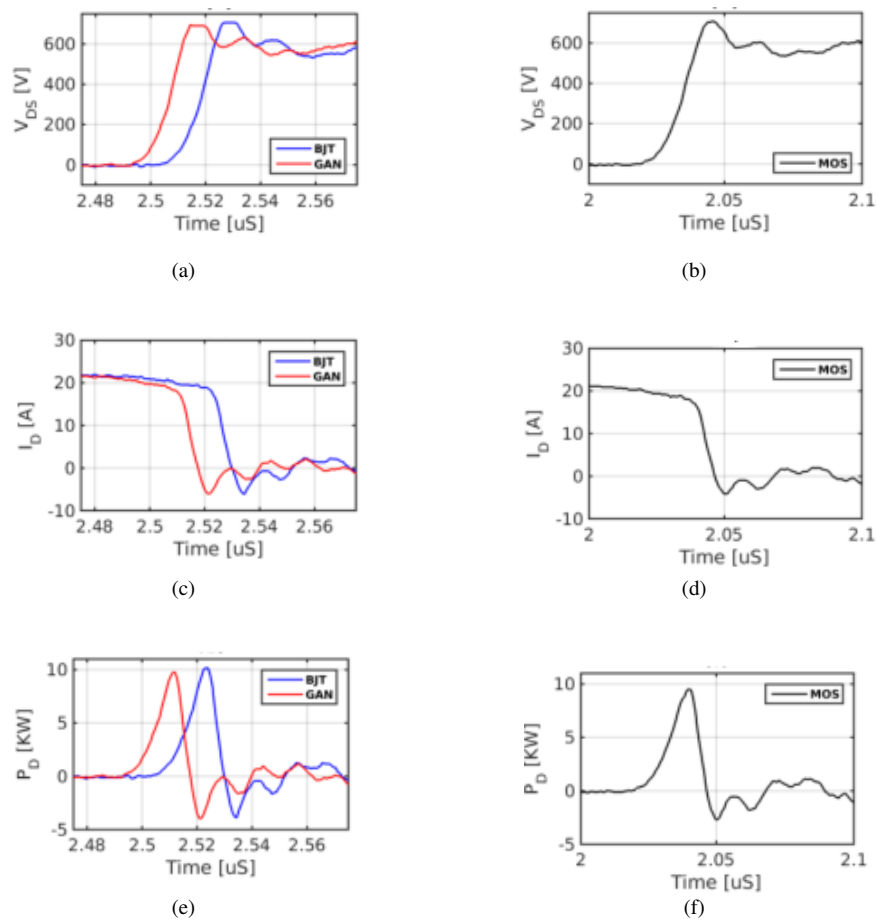 V_DS [V]
600
400
200
0
BJT
GAN
2.48 2.5 2.52 2.54 2.56
Time [uS]
(a)
V_DS [V]
600
400
200
0
MOS
2 2.05 2.1
Time [uS]
(b)
I_D [A]
30
20
10
0
-10
BJT
GAN
2.48 2.5 2.52 2.54 2.56
Time [uS]
(c)
I_D [A]
30
20
10
0
-10
MOS
2 2.05 2.1
Time [uS]
(d)
P_D [KW]
10
5
0
-5
BJT
GAN
2.48 2.5 2.52 2.54 2.56
Time [uS]
(e)
P_D [KW]
10
5
0
-5
MOS
2 2.05 2.1
Time [uS]
(f)